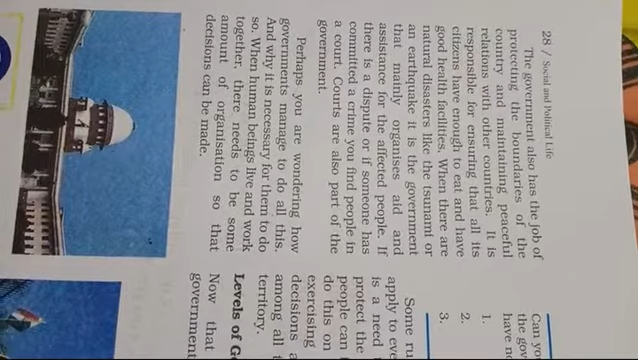 28 / Social and Political Life
The government also has the job of
protecting the boundaries of the
country and maintaining peaceful
relations with other countries. It is
responsible for ensuring that all its
citizens have enough to eat and have
good health facilities. When there are
natural disasters like the tsunami or
an earthquake it is the government
that mainly organises aid and
assistance for the affected people. If
there is a dispute or if someone has
committed a crime you find people in
a court. Courts are also part of the
government.
Perhaps you are wondering how
governments manage to do all this.
And why it is necessary for them to do
so. When human beings live and work
together, there needs to be some
amount of organisation so that
decisions can be made.
Can
the
have
1.
2.
3.
Some
apply to
is a need
protect the
people can
do this on
exercising
decisions
among all
territory.
Levels of
Now that
government